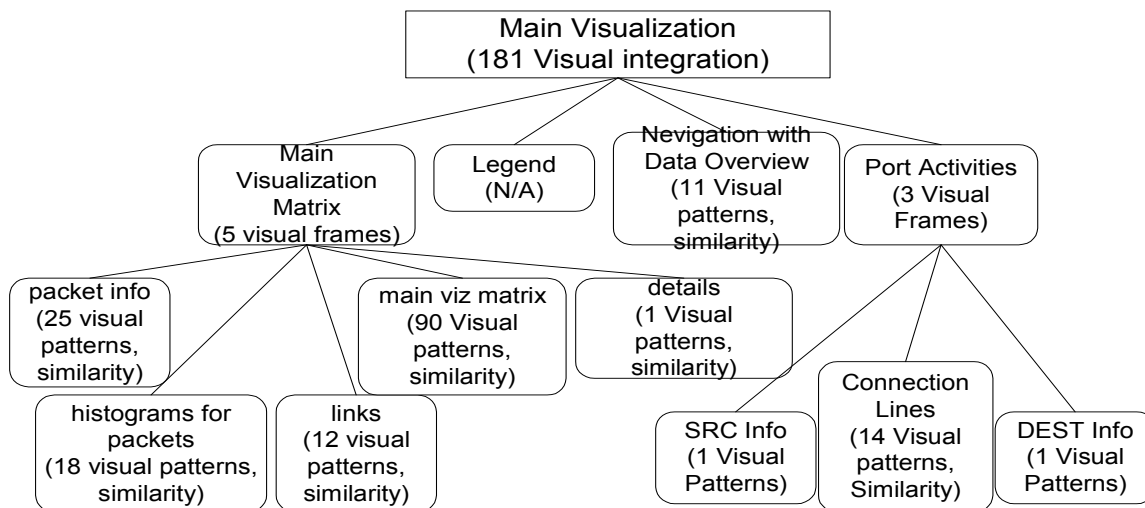 Main Visualization
(181 Visual integration)
Main
Visualization
Matrix
(5 visual frames)
Legend
(N/A)
Nevigation with
Data Overview
(11 Visual
patterns,
similarity)
Port Activities
(3 Visual
Frames)
packet info
(25 visual
patterns,
similarity)
main viz matrix
(90 Visual
patterns,
similarity)
details
(1 Visual
patterns,
similarity)
histograms for
packets
(18 visual patterns,
similarity)
links
(12 visual
patterns,
similarity)
SRC Info
(1 Visual
Patterns)
Connection
Lines
(14 Visual
patterns,
Similarity)
DEST Info
(1 Visual
Patterns)